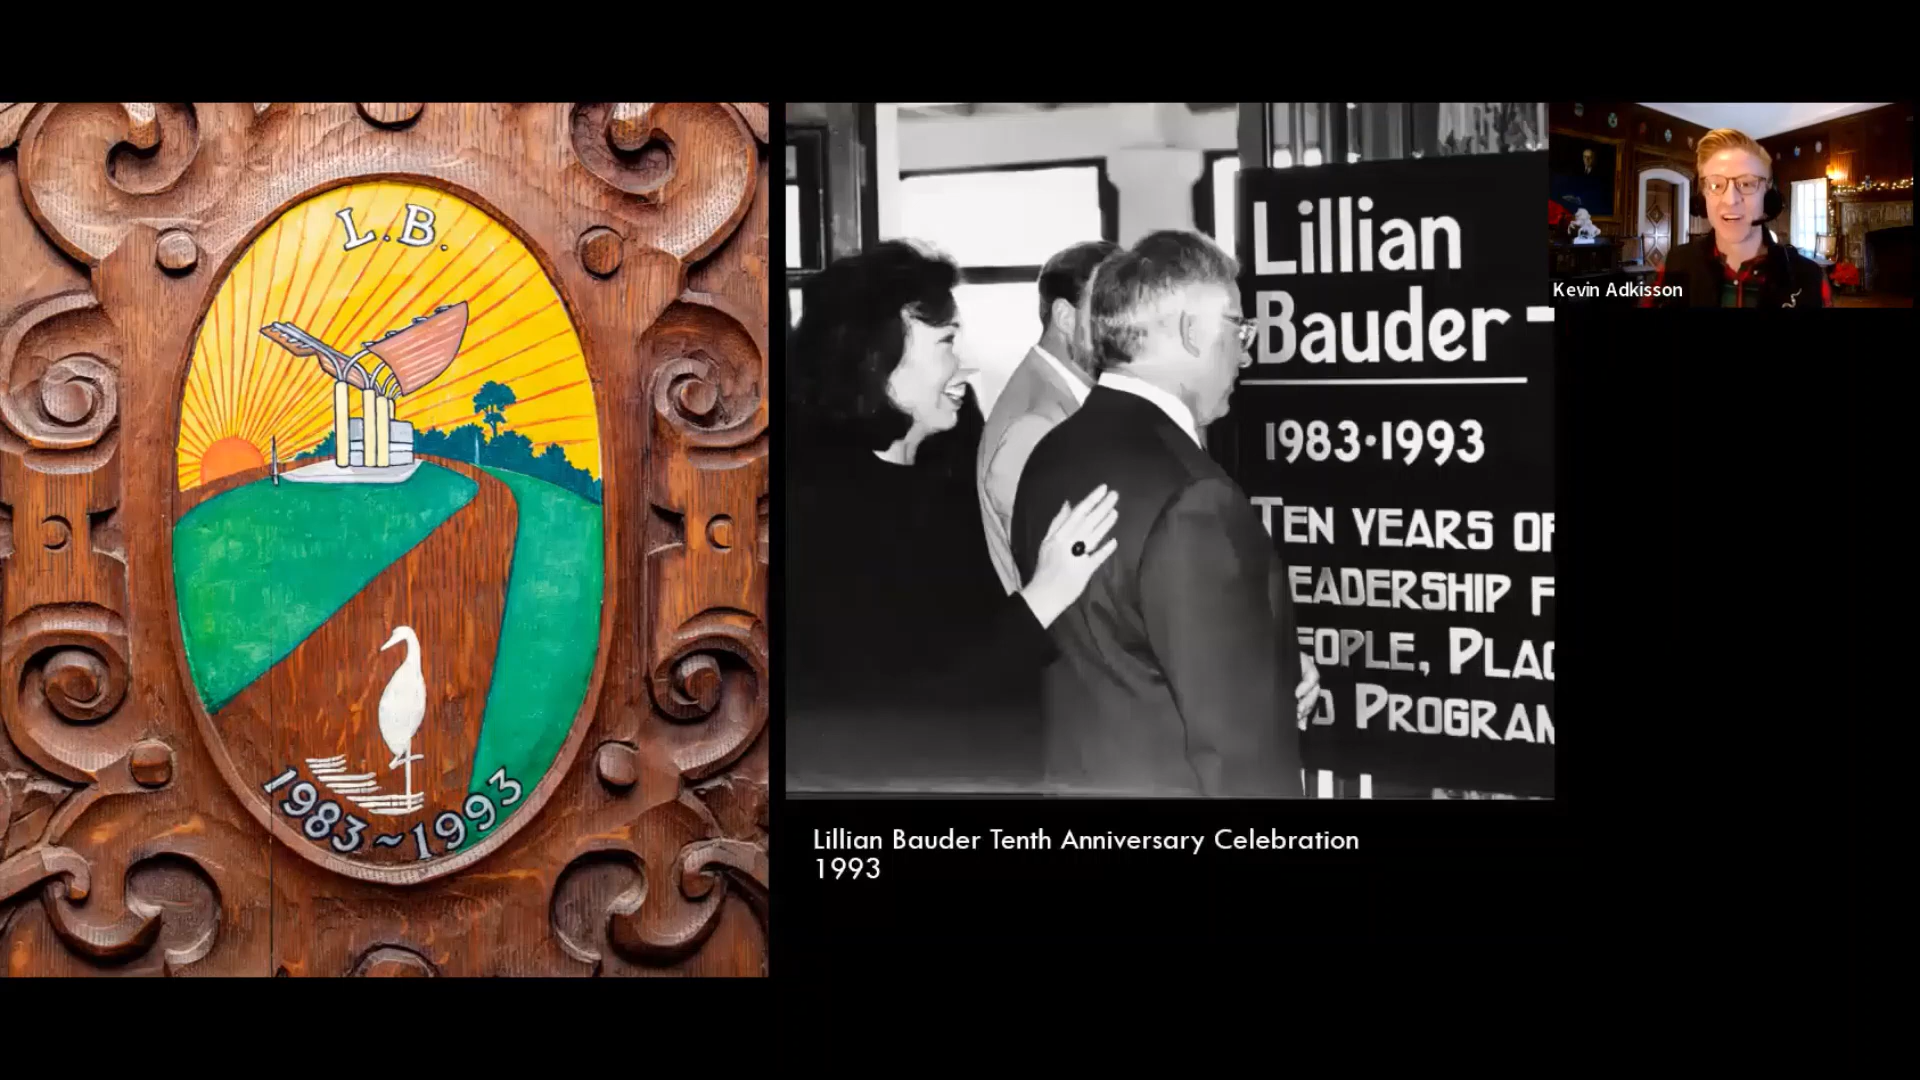 L.B.
1983~1993
Lillian
Bauder
1983·1993
TEN YEARS OF
EADERSHIP F
EOPLE, PLAC
D PROGRAM
Lillian Bauder Tenth Anniversary Celebration
1993
Kevin Adkisson